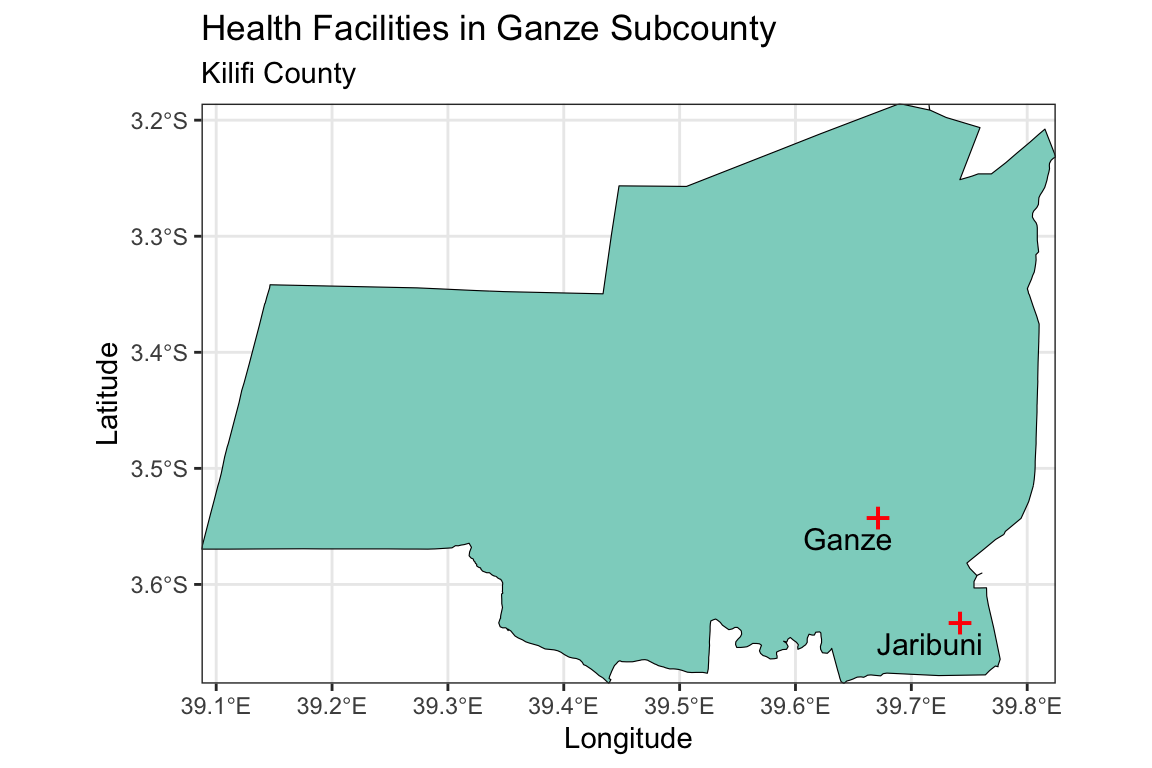 Health Facilities in Ganze Subcounty
Kilifi County
3.2°S
3.3°S
3.4°S
3.5°S
3.6°S
Latitude
Ganze
Jaribuni
39.1°E 39.2°E 39.3°E 39.4°E 39.5°E 39.6°E 39.7°E 39.8°E
Longitude